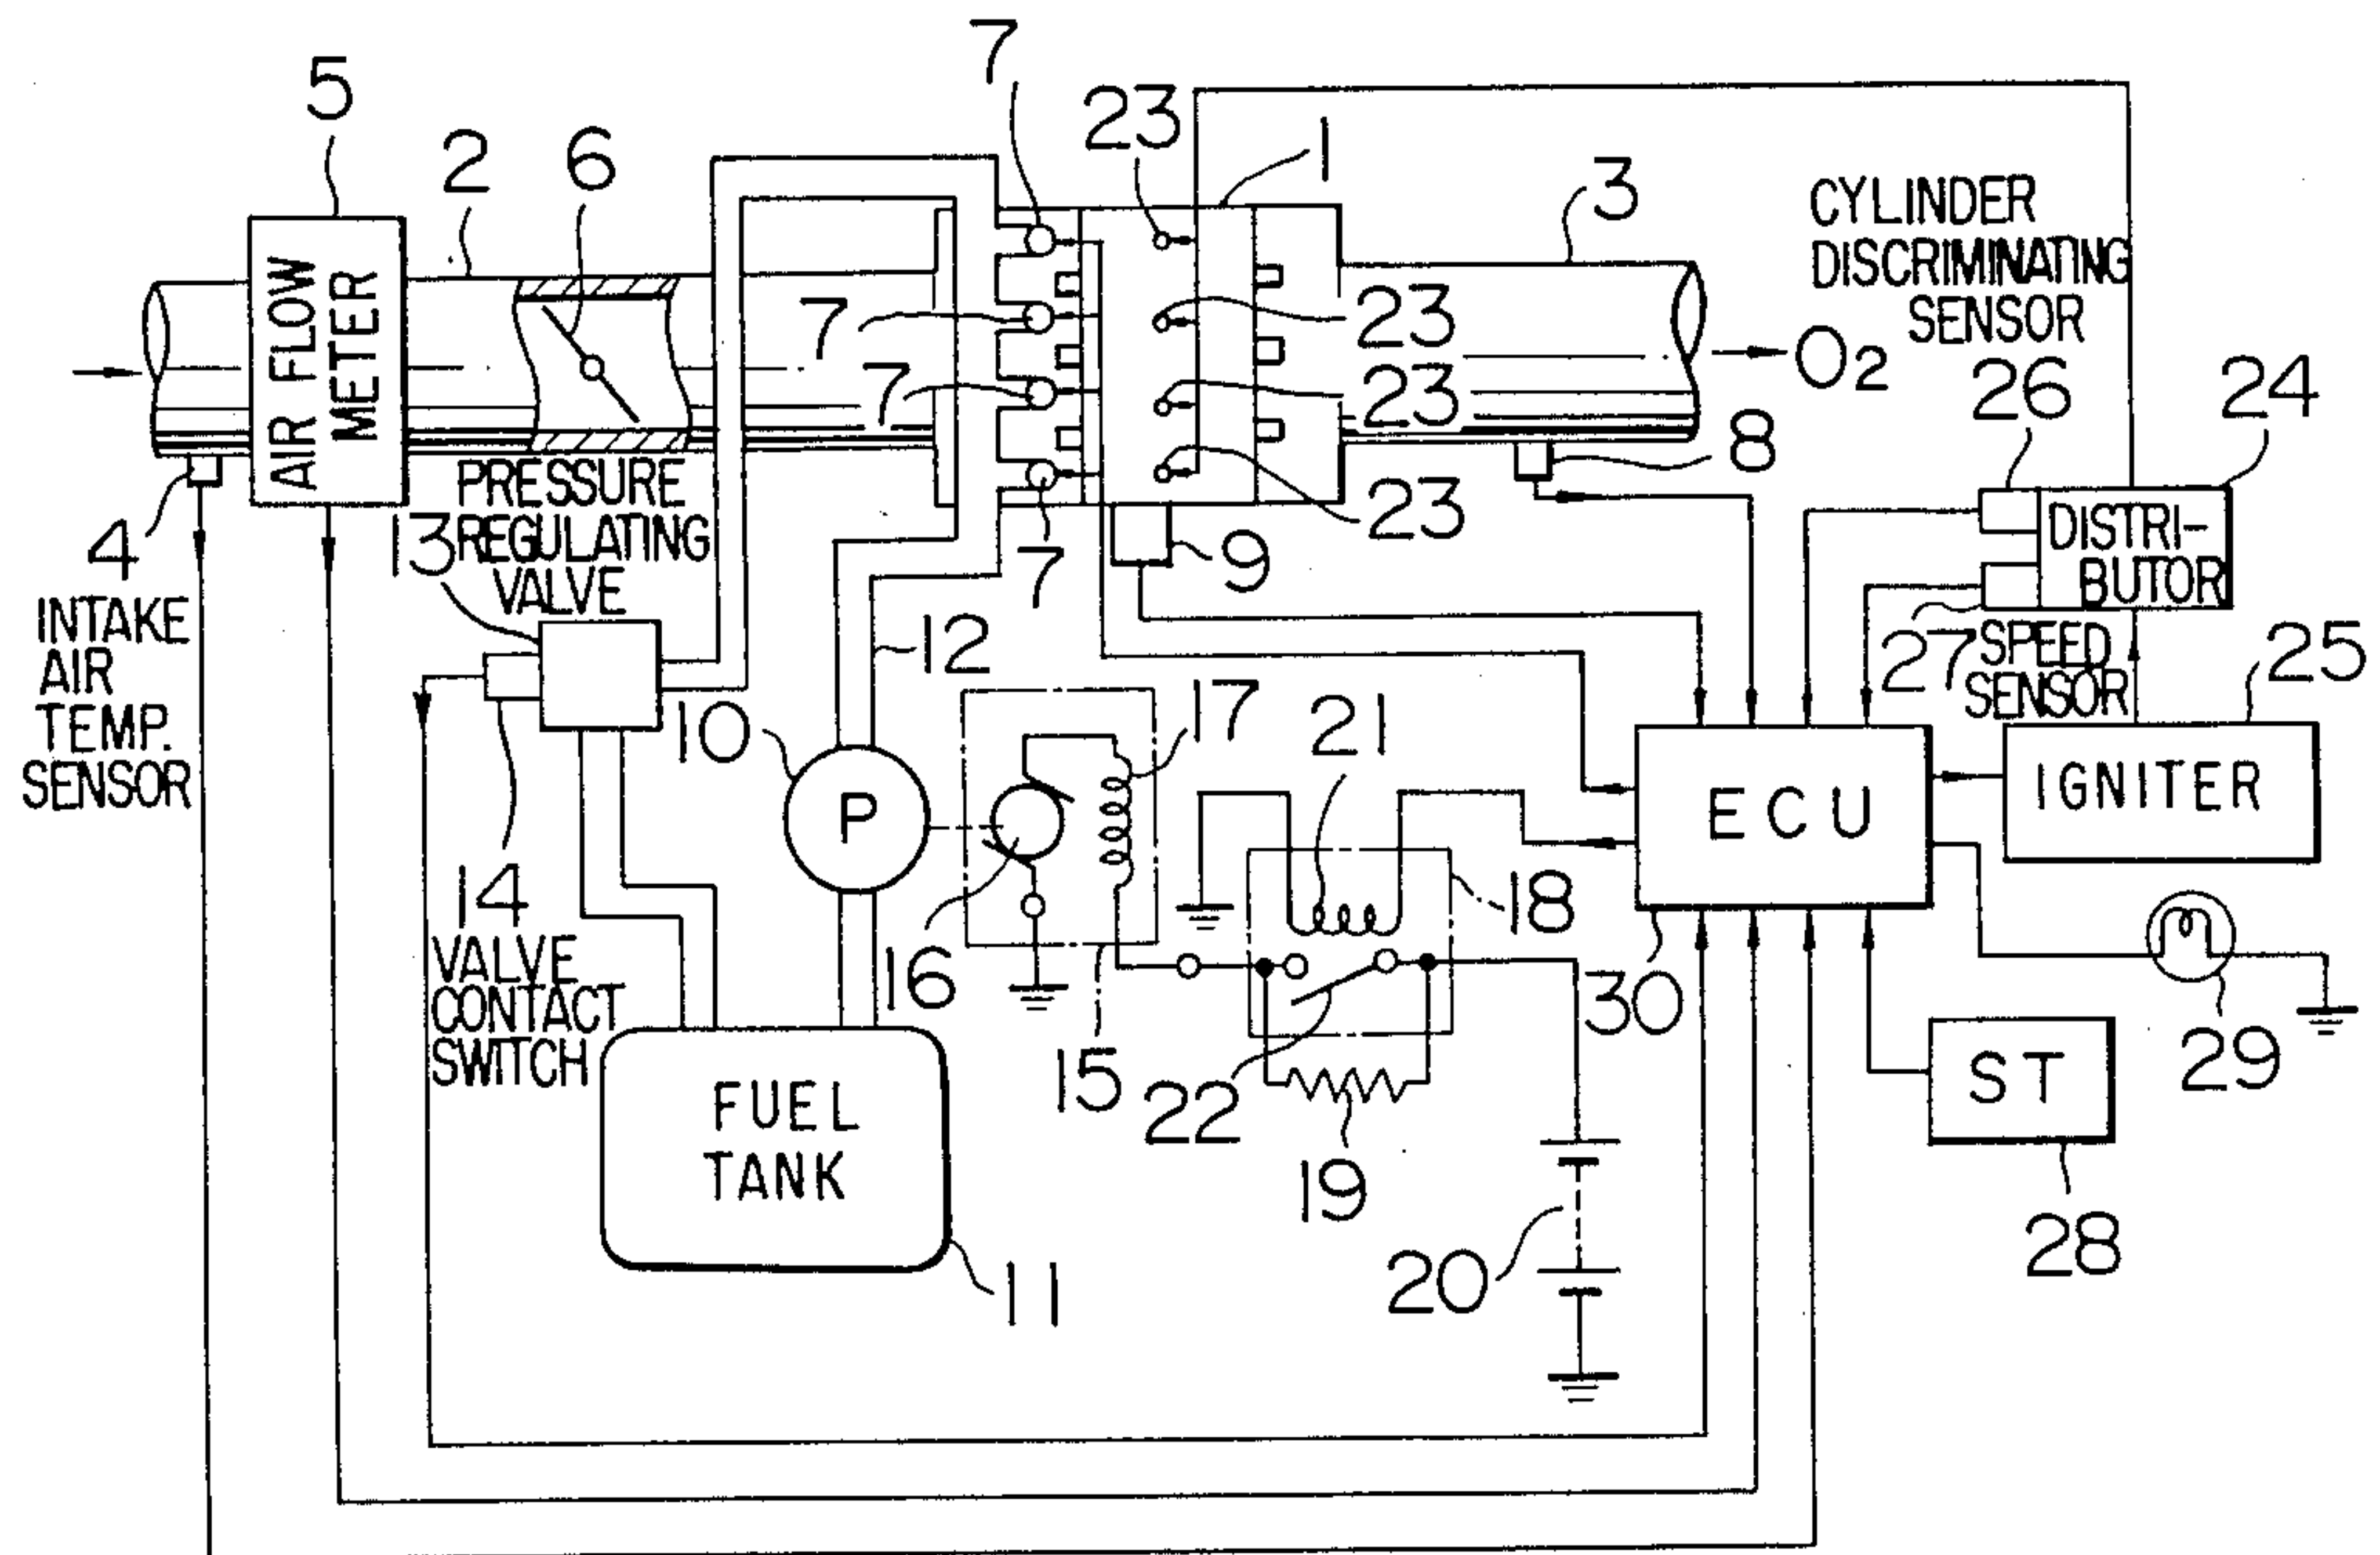 7
5
2
6
23
1
3
CYLINDER
DISCRIMINATING
SENSOR
AIR FLOW
METER
7
23
O2
26
24
7
23
8
4
13
PRESSURE
REGULATING
VALVE
7
23
9
DISTRI-
BUTOR
INTAKE
AIR
TEMP.
SENSOR
12
27
SPEED
SENSOR
25
10
17
21
P
ECU
IGNITER
14
VALVE
CONTACT
SWITCH
16
18
30
29
15
22
ST
FUEL
TANK
19
20
28
11